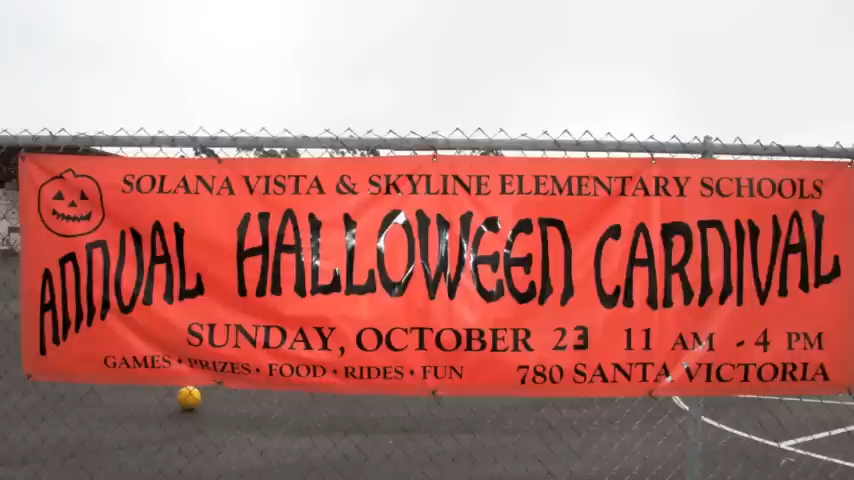 SOLANA VISTA & SKYLINE ELEMENTARY SCHOOLS
ANNUAL HALLOWEEN CARNIVAL
SUNDAY, OCTOBER 23 11 AM - 4 PM
GAMES • PRIZES • FOOD • RIDES • FUN 780 SANTA VICTORIA